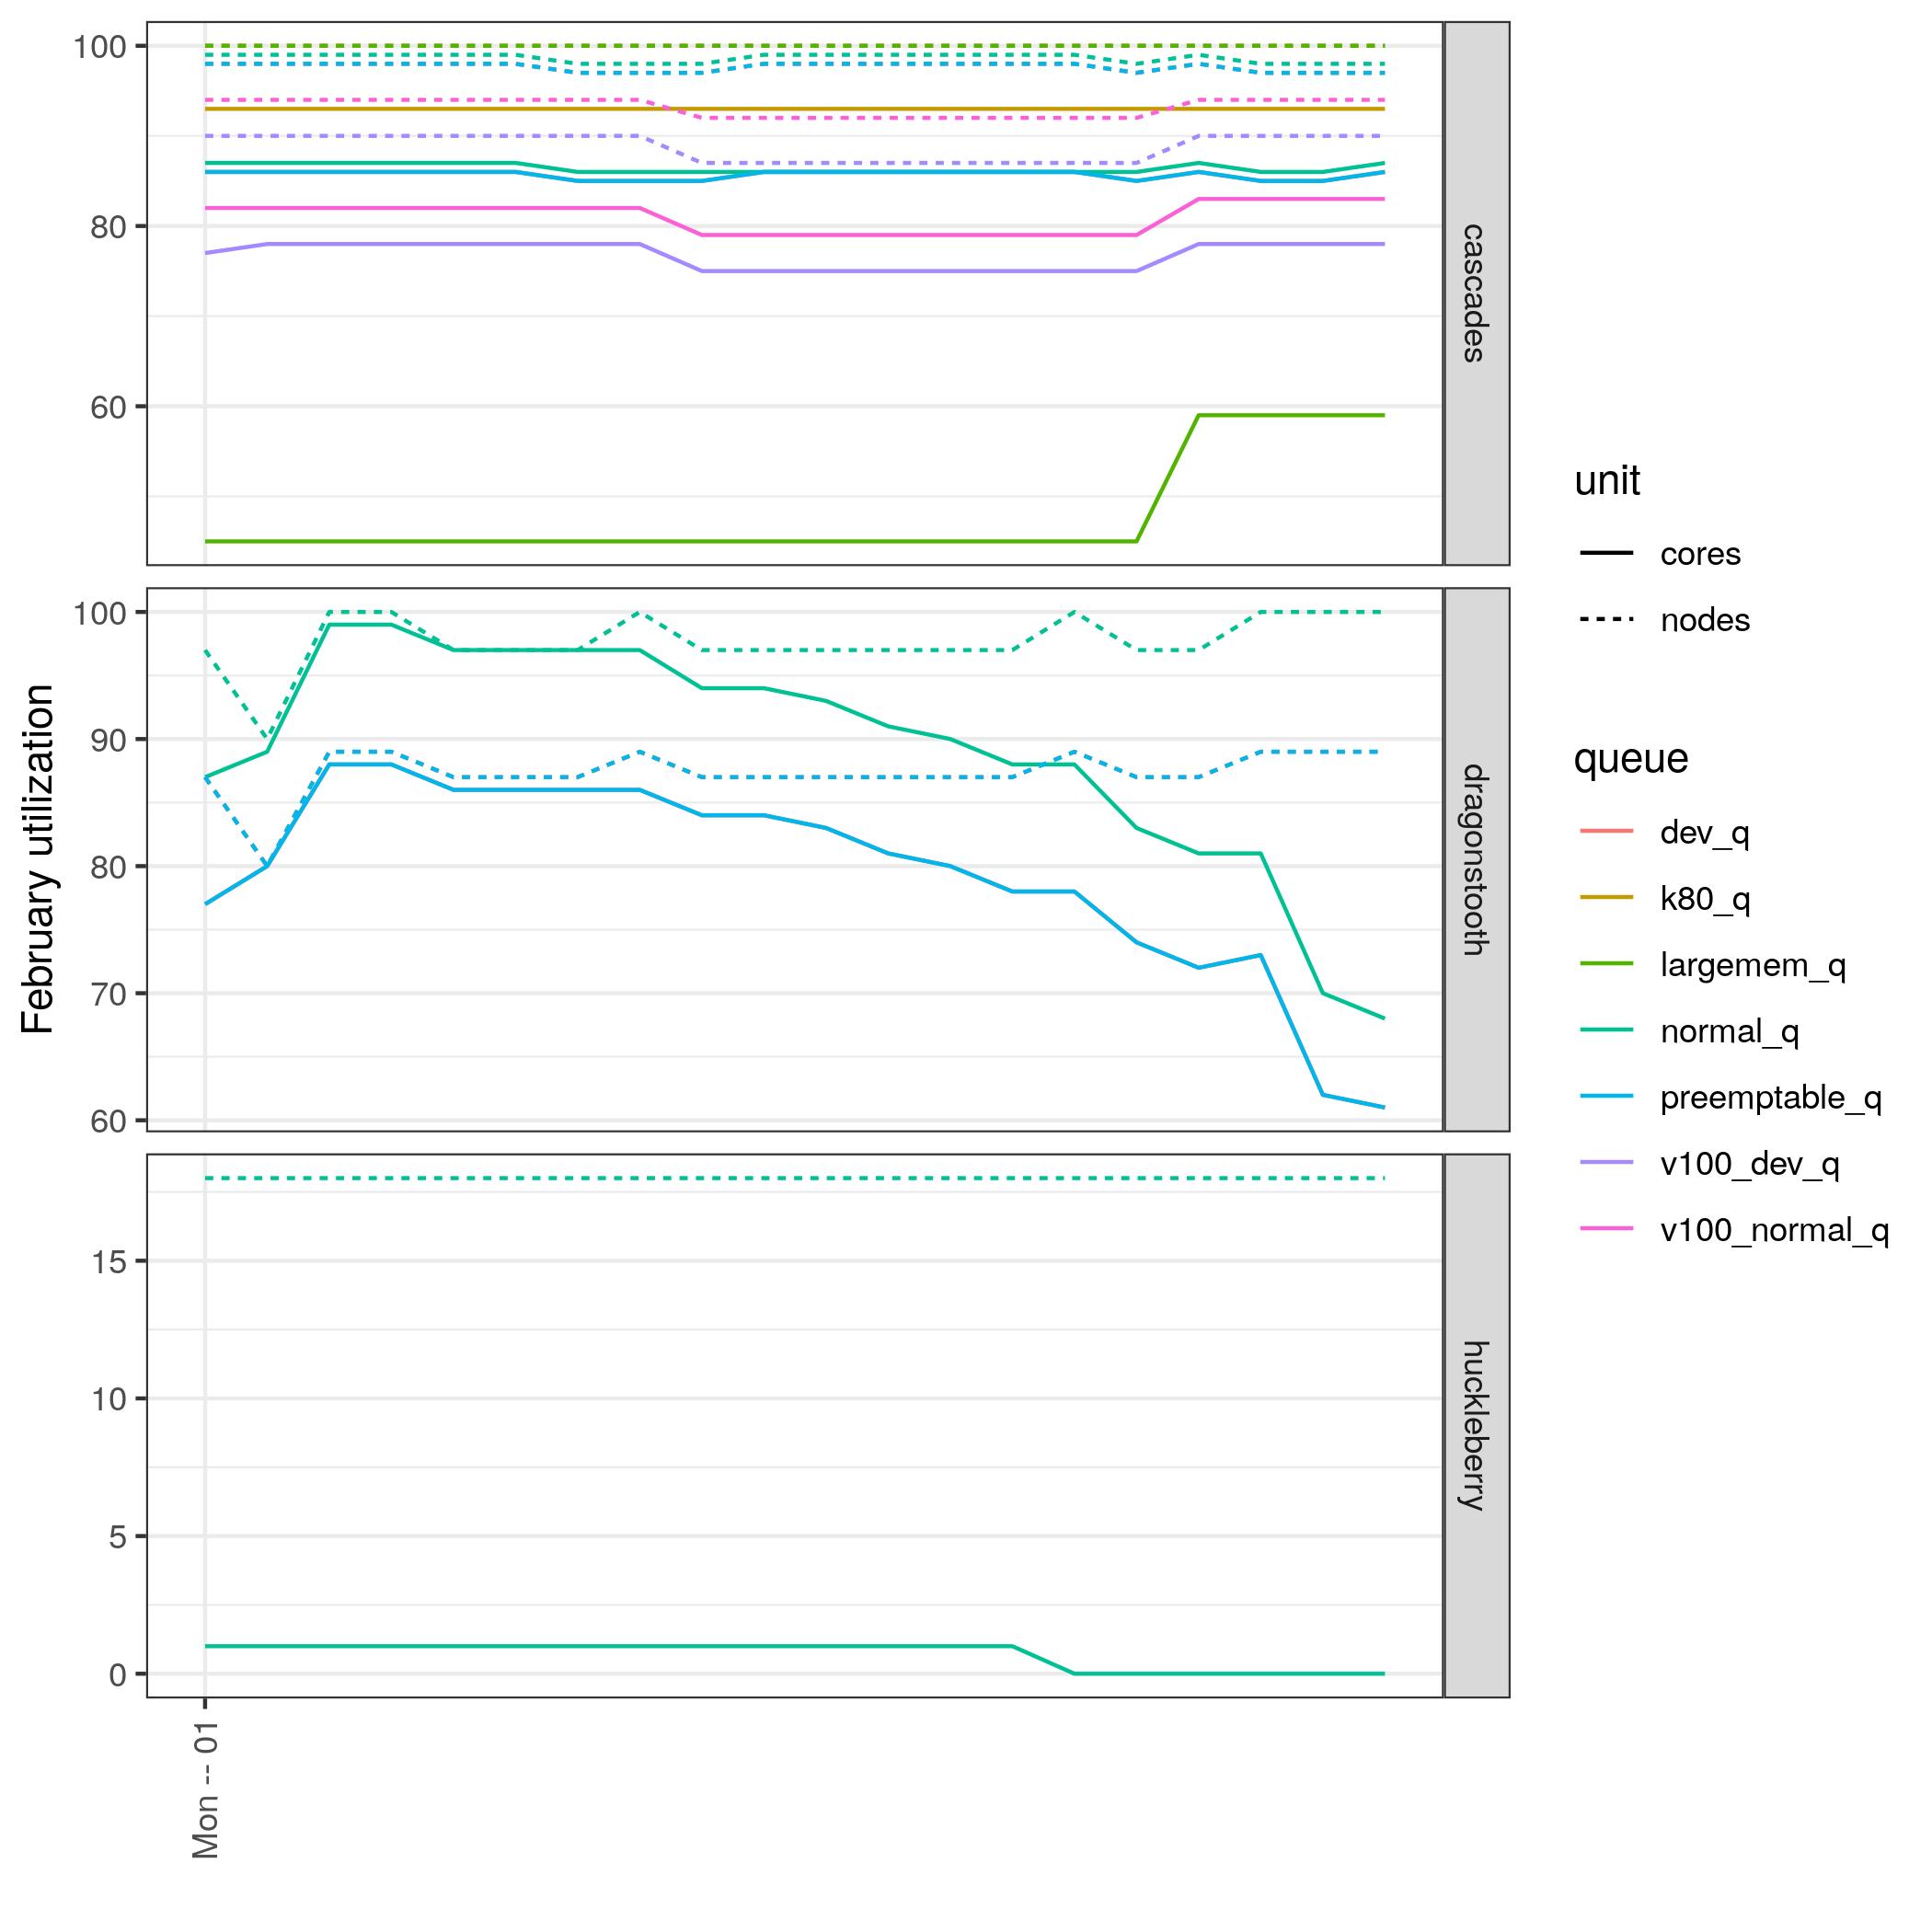 February utilization
100
80
60
cascades
100
90
80
70
60
dragonstooth
15
10
5
0
huckleberry
Mon -- 01
unit
cores
nodes
queue
dev_q
k80_q
largemem_q
normal_q
preemptable_q
v100_dev_q
v100_normal_q